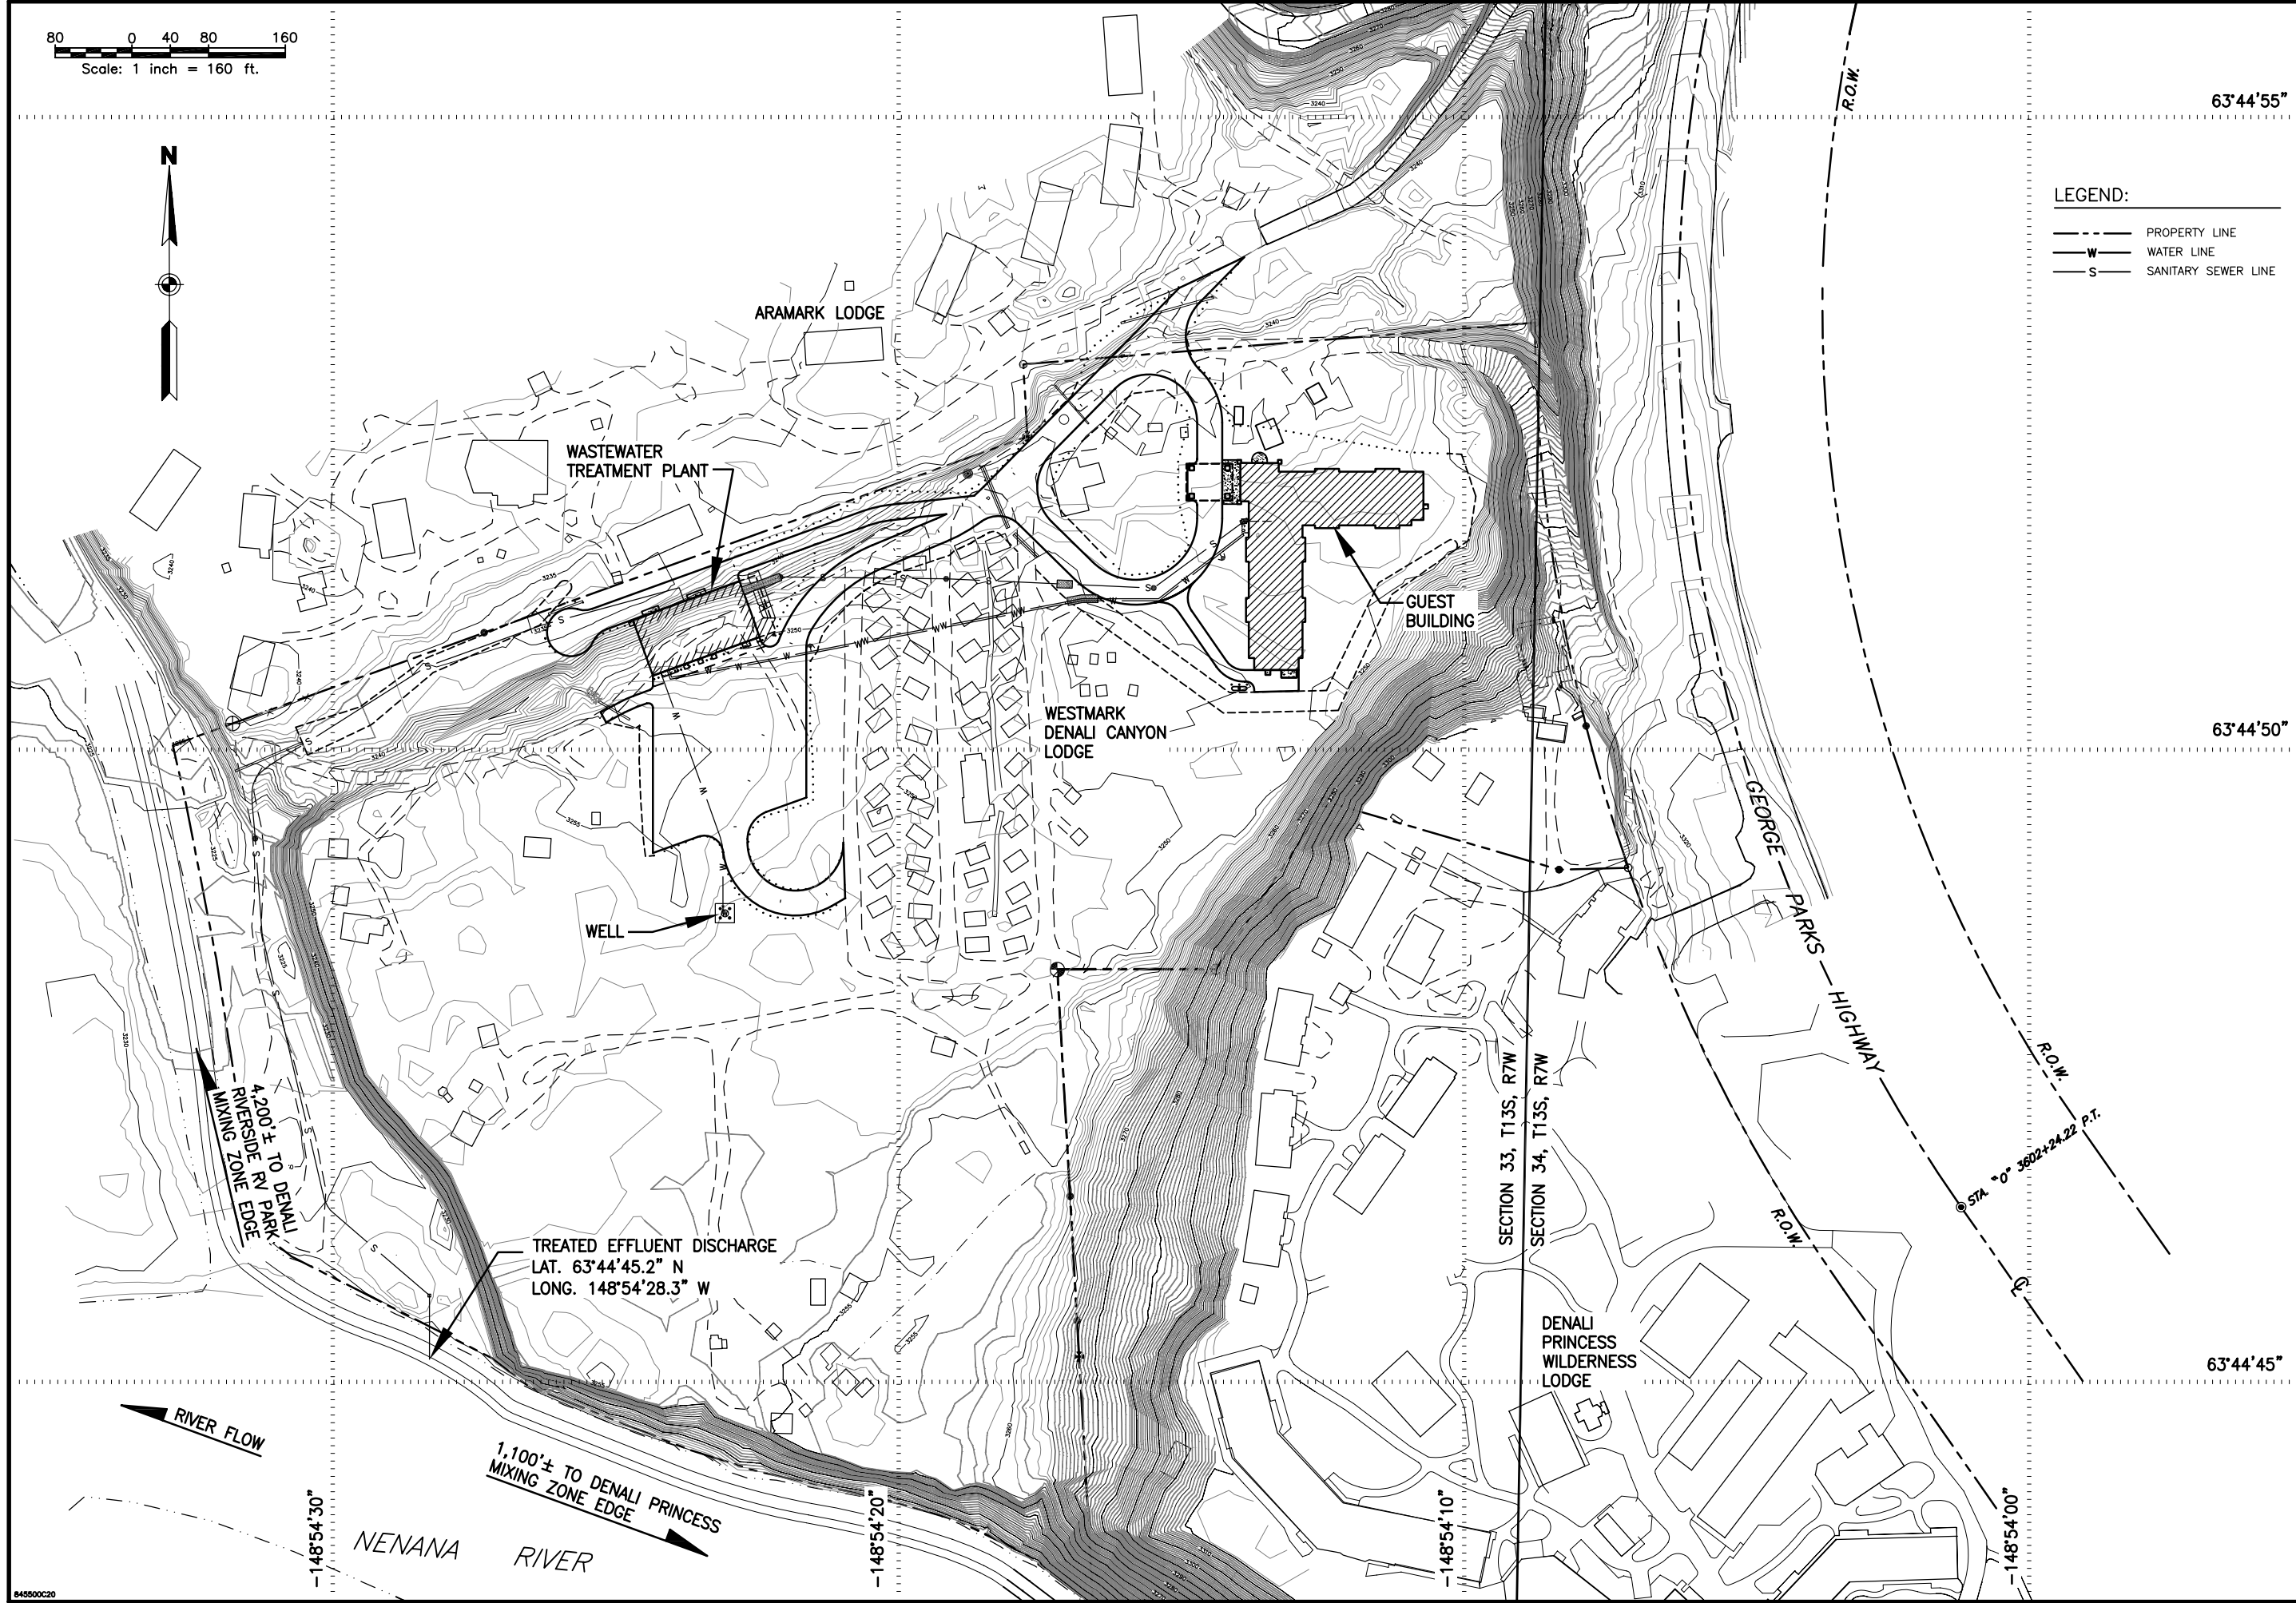 80 0 40 80 160
Scale: 1 inch = 160 ft.
N
R.O.W.
63°44'55"
LEGEND:
PROPERTY LINE
W WATER LINE
S SANITARY SEWER LINE
ARAMARK LODGE
WASTEWATER
TREATMENT PLANT
GUEST
BUILDING
WESTMARK
DENALI CANYON
LODGE
63°44'50"
WELL
GEORGE PARKS HIGHWAY
R.O.W.
STA. "O" 3602+24.22 P.T.
R.O.W.
SECTION 33, T13S, R7W
SECTION 34, T13S, R7W
4,200'± TO DENALI
RIVERSIDE RV PARK
MIXING ZONE EDGE
TREATED EFFLUENT DISCHARGE
LAT. 63°44'45.2" N
LONG. 148°54'28.3" W
DENALI
PRINCESS
WILDERNESS
LODGE
63°44'45"
RIVER FLOW
1,100'± TO DENALI PRINCESS
MIXING ZONE EDGE
NENANA RIVER
-148°54'30"
-148°54'20"
-148°54'10"
-148°54'00"
845500C20